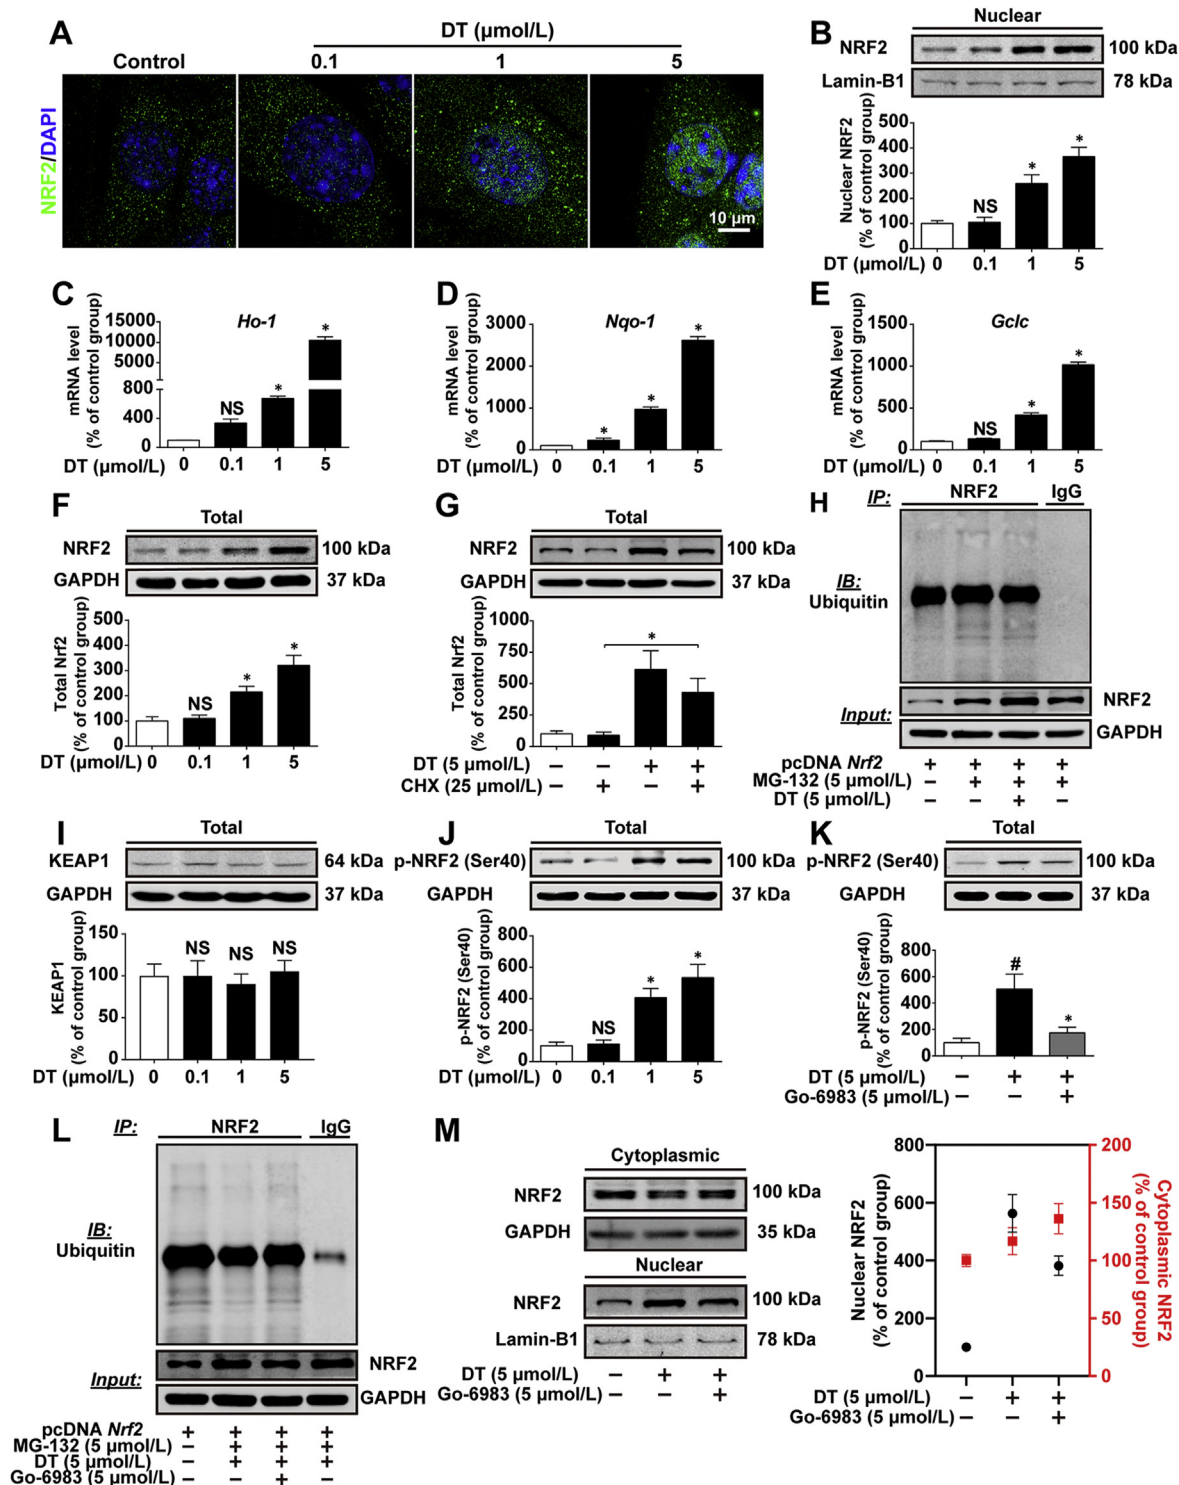 A
DT (μmol/L)
Control 0.1 1 5
NRF2/DAPI
10 μm
B
Nuclear
NRF2 100 kDa
Lamin-B1 78 kDa
Nuclear NRF2
(% of control group)
500
400
300
200
100
0
NS * *
DT (μmol/L) 0 0.1 1 5
C
Ho-1
mRNA level
(% of control group)
15000
10000
5000
800
400
0
NS * *
DT (μmol/L) 0 0.1 1 5
D
Nqo-1
mRNA level
(% of control group)
3000
2000
1000
0
* * *
DT (μmol/L) 0 0.1 1 5
E
Gclc
mRNA level
(% of control group)
1500
1000
500
0
NS * *
DT (μmol/L) 0 0.1 1 5
F
Total
NRF2 100 kDa
GAPDH 37 kDa
Total Nrf2
(% of control group)
500
400
300
200
100
0
NS * *
DT (μmol/L) 0 0.1 1 5
G
Total
NRF2 100 kDa
GAPDH 37 kDa
Total Nrf2
(% of control group)
1000
750
500
250
0
*
DT (5 μmol/L) − − + +
CHX (25 μmol/L) − + − +
H
IP: NRF2 IgG
IB:
Ubiquitin
Input:
NRF2
GAPDH
pcDNA Nrf2 + + + +
MG-132 (5 μmol/L) − + + +
DT (5 μmol/L) − − + −
I
Total
KEAP1 64 kDa
GAPDH 37 kDa
KEAP1
(% of control group)
150
100
50
0
NS NS NS
DT (μmol/L) 0 0.1 1 5
J
Total
p-NRF2 (Ser40) 100 kDa
GAPDH 37 kDa
p-NRF2 (Ser40)
(% of control group)
800
600
400
200
0
NS * *
DT (μmol/L) 0 0.1 1 5
K
Total
p-NRF2 (Ser40) 100 kDa
GAPDH 37 kDa
p-NRF2 (Ser40)
(% of control group)
800
600
400
200
0
# *
DT (5 μmol/L) − + +
Go-6983 (5 μmol/L) − − +
L
IP: NRF2 IgG
IB:
Ubiquitin
Input:
NRF2
GAPDH
pcDNA Nrf2 + + + +
MG-132 (5 μmol/L) − + + +
DT (5 μmol/L) − + + +
Go-6983 (5 μmol/L) − − + −
M
Cytoplasmic
NRF2 100 kDa
GAPDH 35 kDa
Nuclear
NRF2 100 kDa
Lamin-B1 78 kDa
DT (5 μmol/L) − + +
Go-6983 (5 μmol/L) − − +
Nuclear NRF2
(% of control group)
800
600
400
200
0
200
150
100
50
0
Cytoplasmic NRF2
(% of control group)
DT (5 μmol/L) − + +
Go-6983 (5 μmol/L) − − +